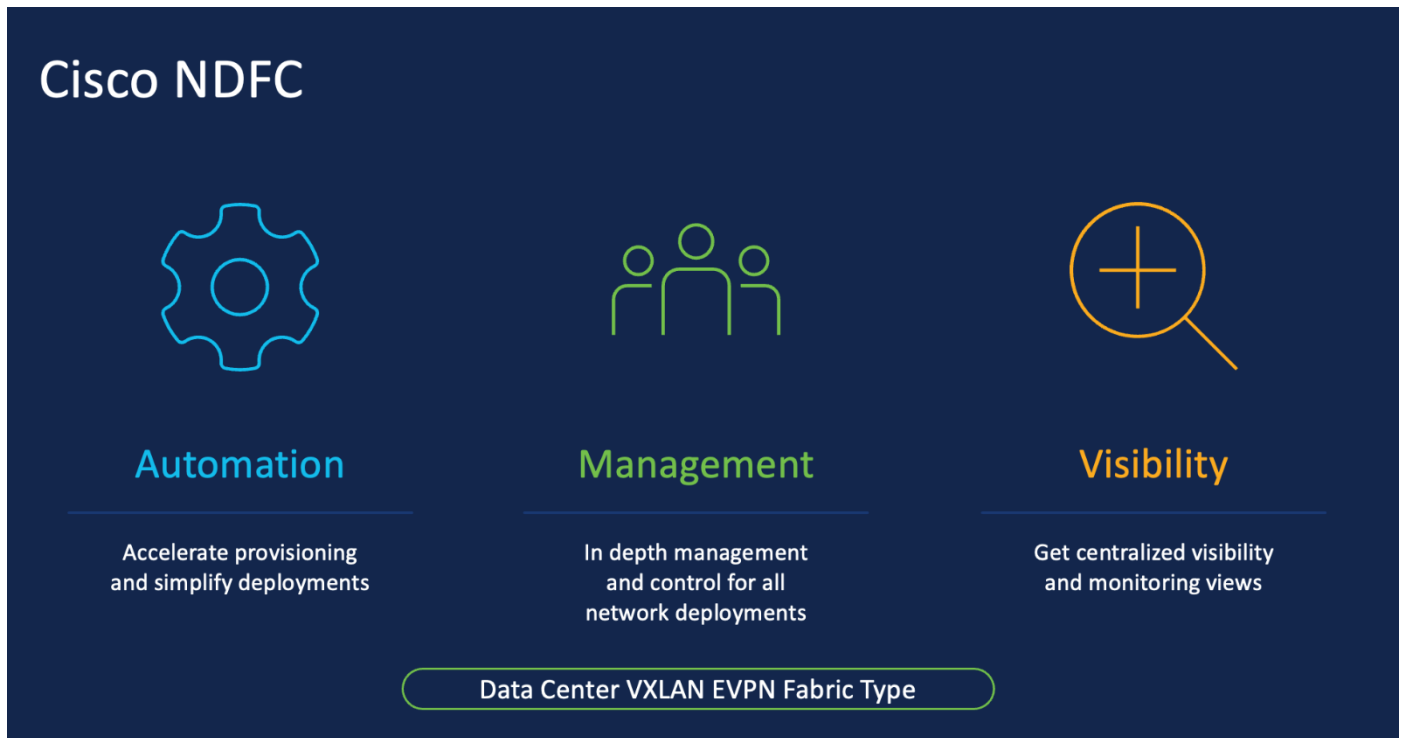 Cisco NDFC
Automation
Accelerate provisioning
and simplify deployments
Management
In depth management
and control for all
network deployments
Visibility
Get centralized visibility
and monitoring views
Data Center VXLAN EVPN Fabric Type